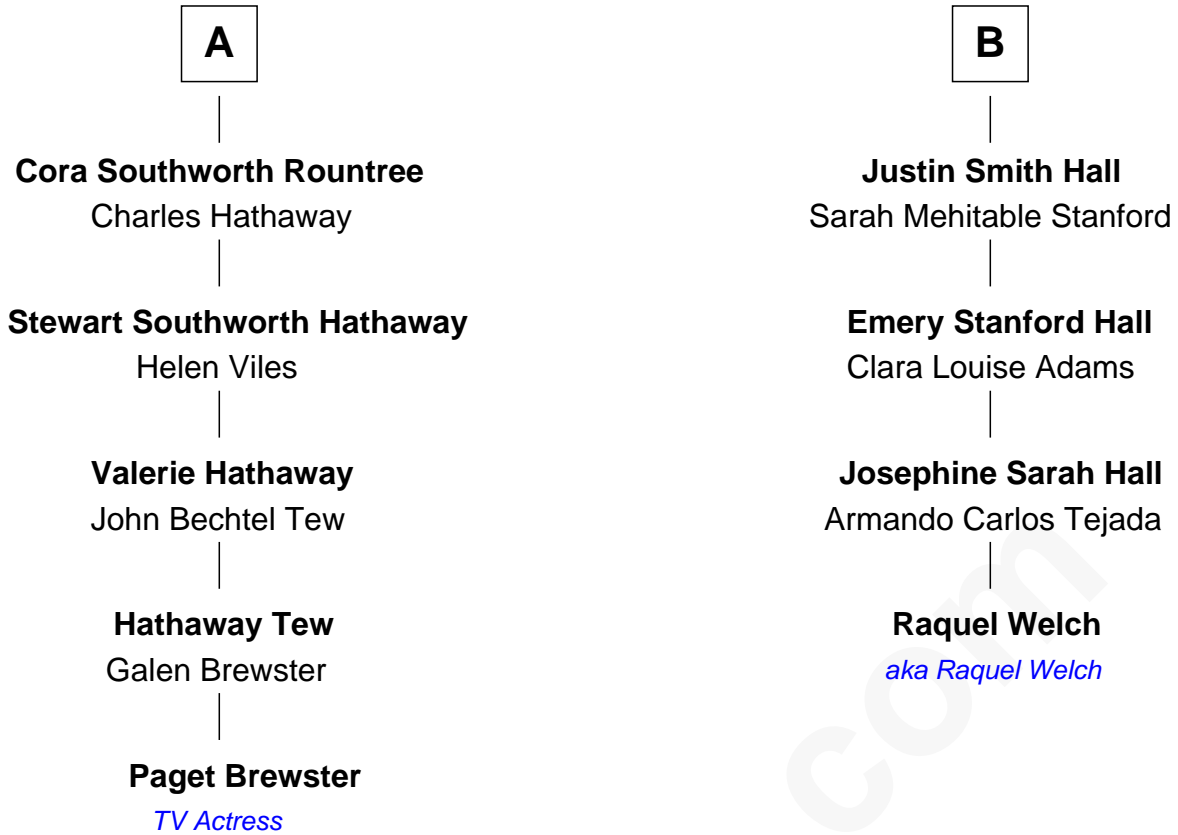 A
Cora Southworth Rountree
Charles Hathaway
Stewart Southworth Hathaway
Helen Viles
Valerie Hathaway
John Bechtel Tew
Hathaway Tew
Galen Brewster
Paget Brewster
TV Actress
B
Justin Smith Hall
Sarah Mehitable Stanford
Emery Stanford Hall
Clara Louise Adams
Josephine Sarah Hall
Armando Carlos Tejada
Raquel Welch
aka Raquel Welch
com